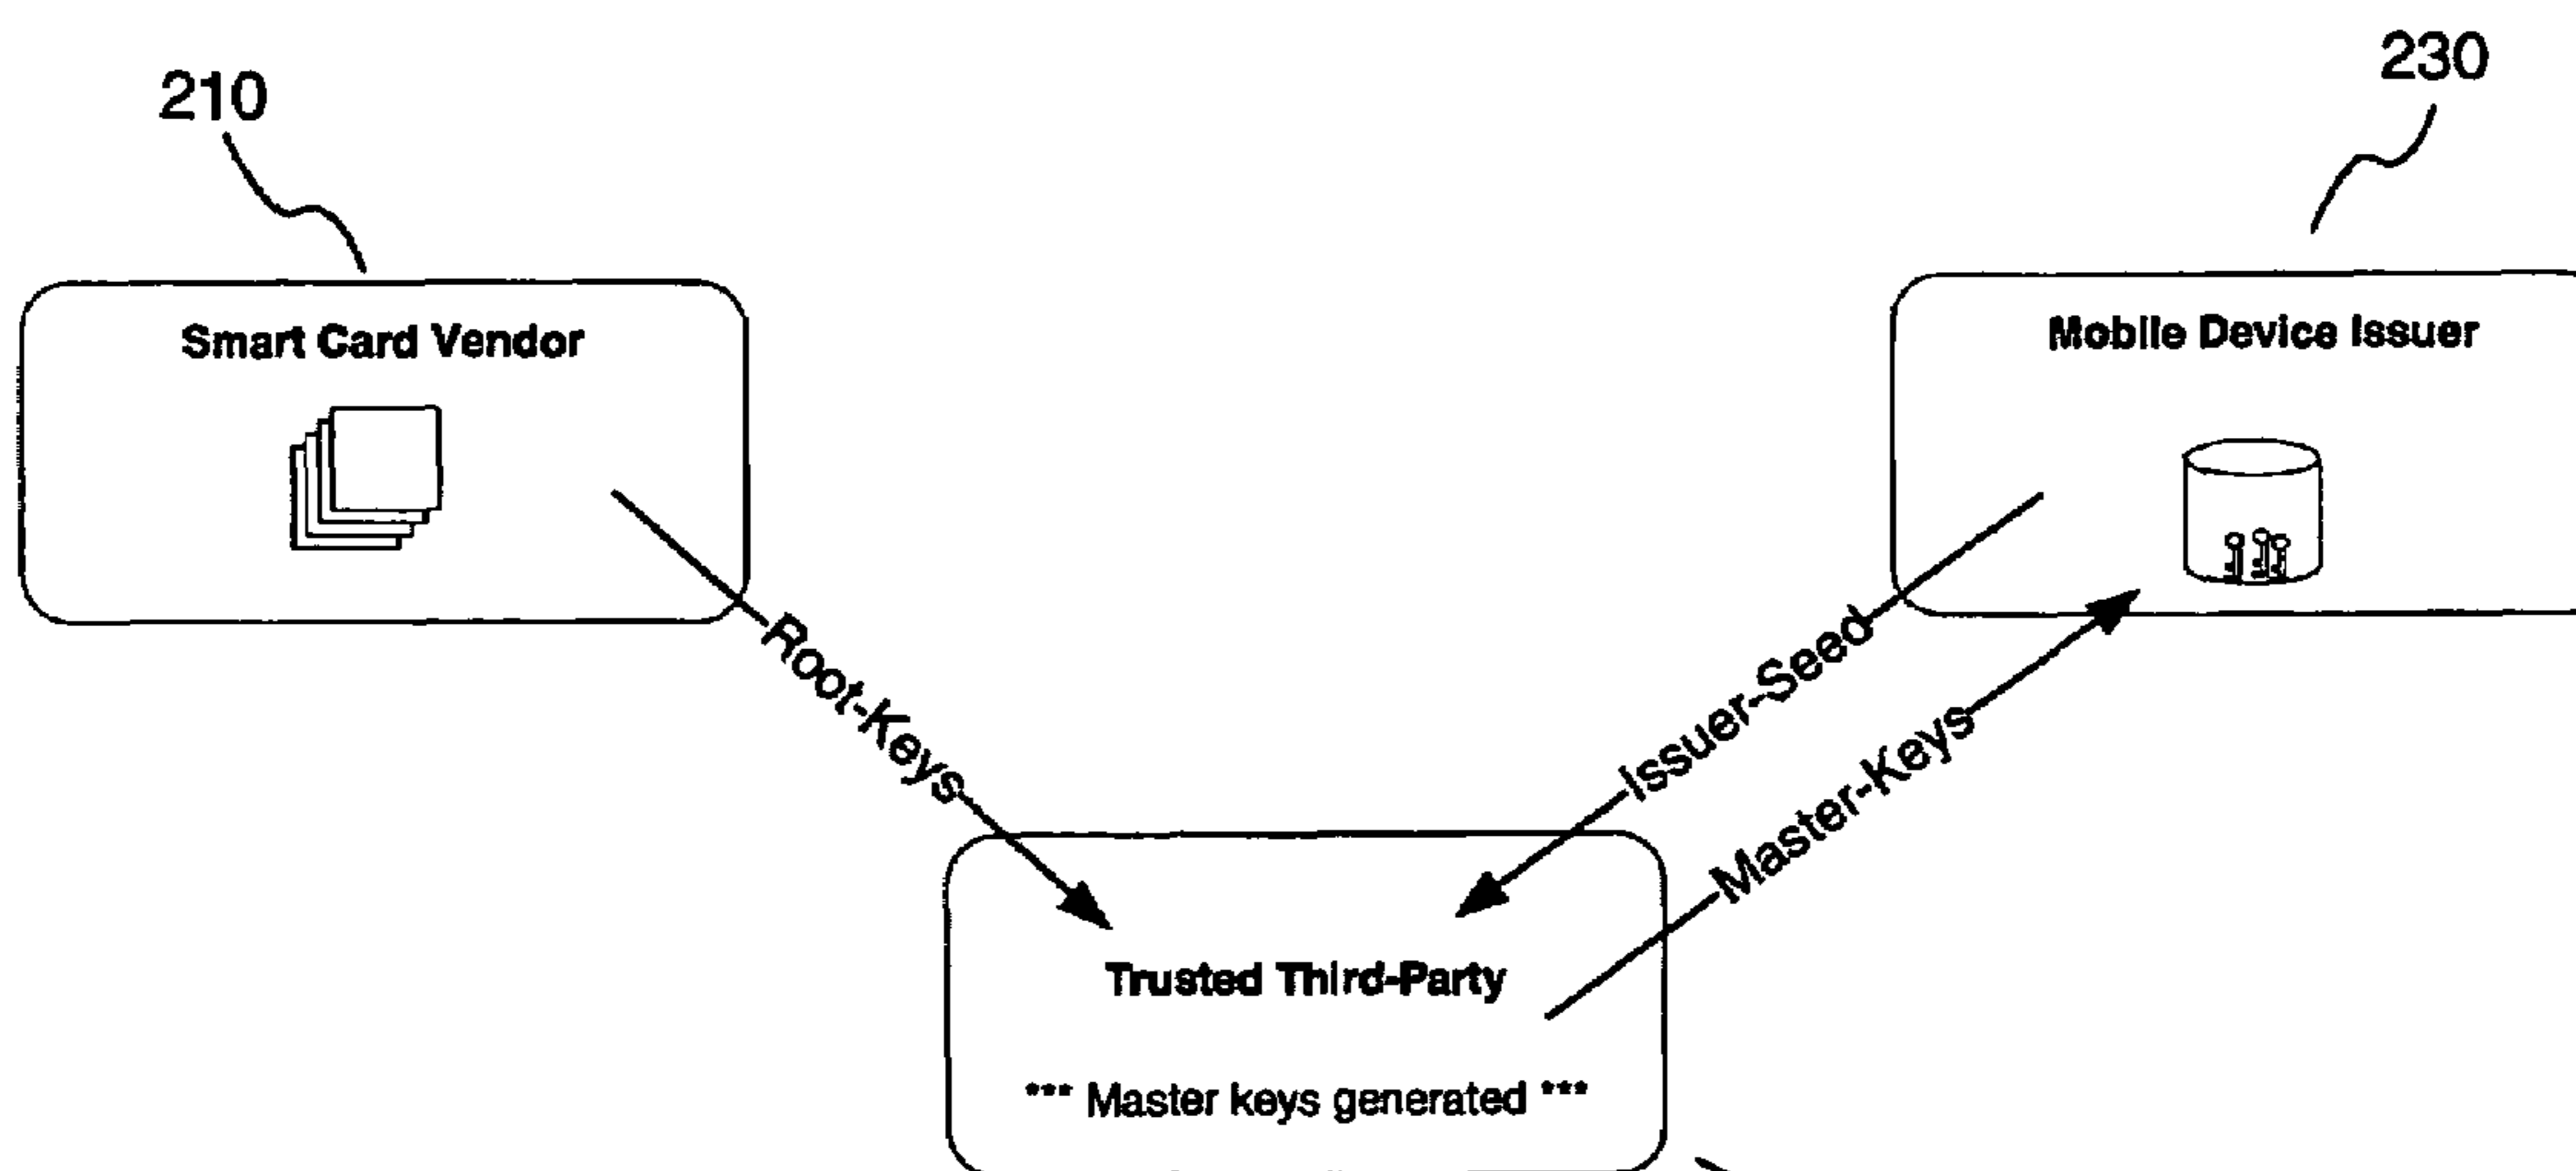 210
230
Smart Card Vendor
Mobile Device Issuer
Root-Keys
Issuer-Seed
Master-Keys
Trusted Third-Party
*** Master keys generated ***